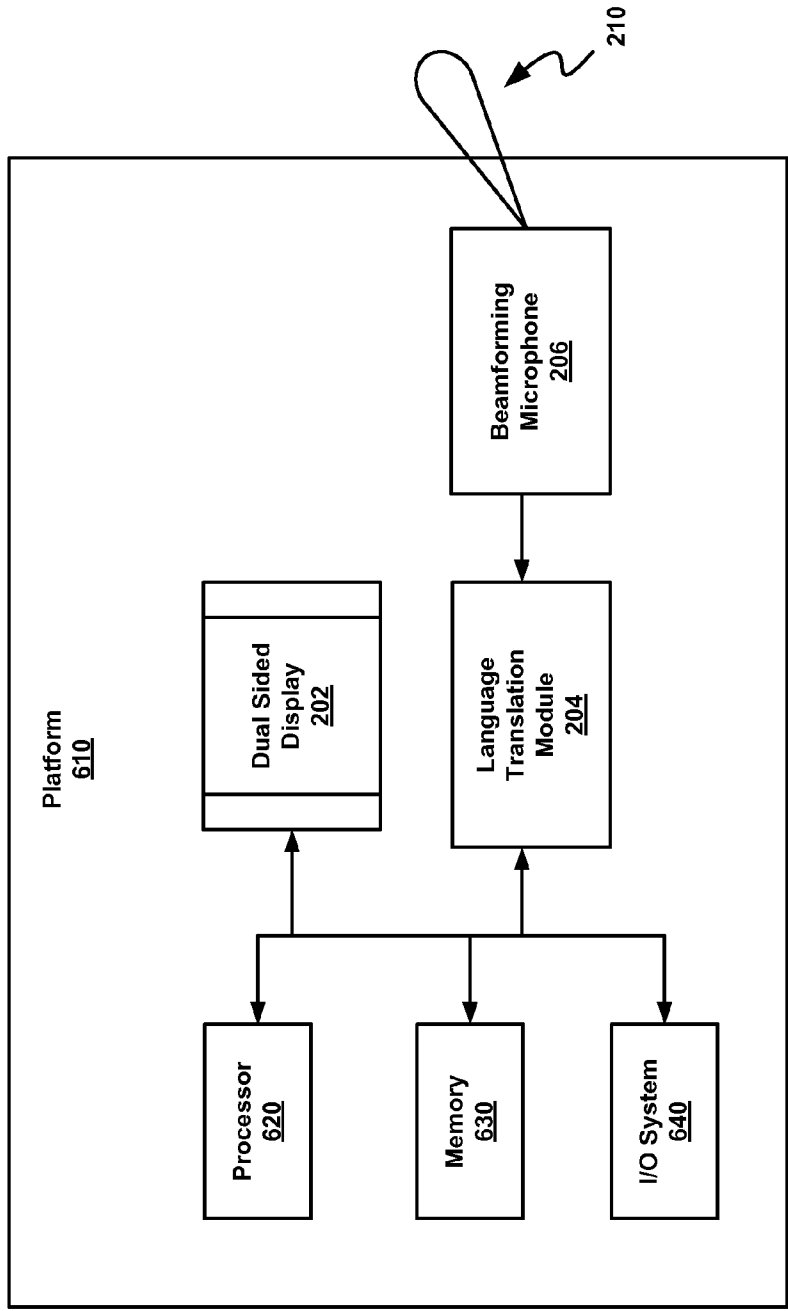 Platform
610
Processor
620
Memory
630
I/O System
640
Dual Sided
Display
202
Language
Translation
Module
204
Beamforming
Microphone
206
210